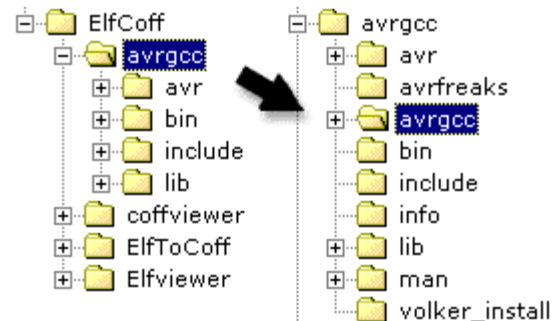 ElfCoff
avrgcc
avr
bin
include
lib
coffviewer
ElfToCoff
Elfviewer
avrgcc
avr
avrfreaks
avrgcc
bin
include
info
lib
man
volker_install